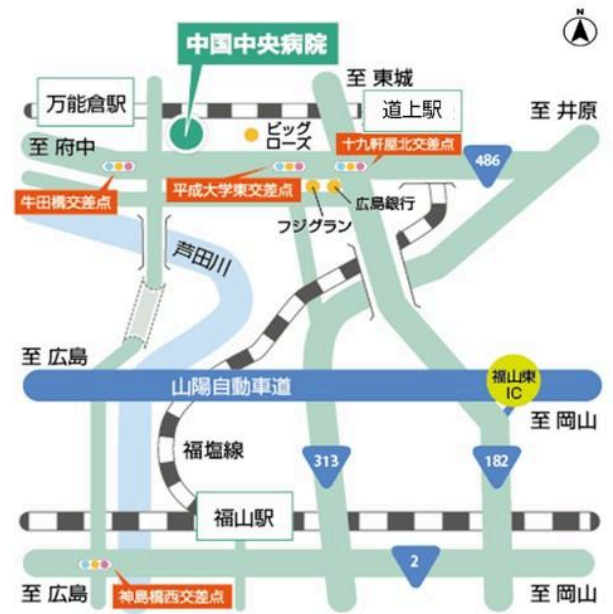 N
中国中央病院
至 東城
万能倉駅
道上駅
至 井原
ビッグ
ローズ
十九軒屋北交差点
至 府中
486
牛田橋交差点
平成大学東交差点
広島銀行
フジグラン
芦田川
至 広島
山陽自動車道
福山東
IC
至 岡山
福塩線
313
182
福山駅
2
至 広島
神島橋西交差点
至 岡山